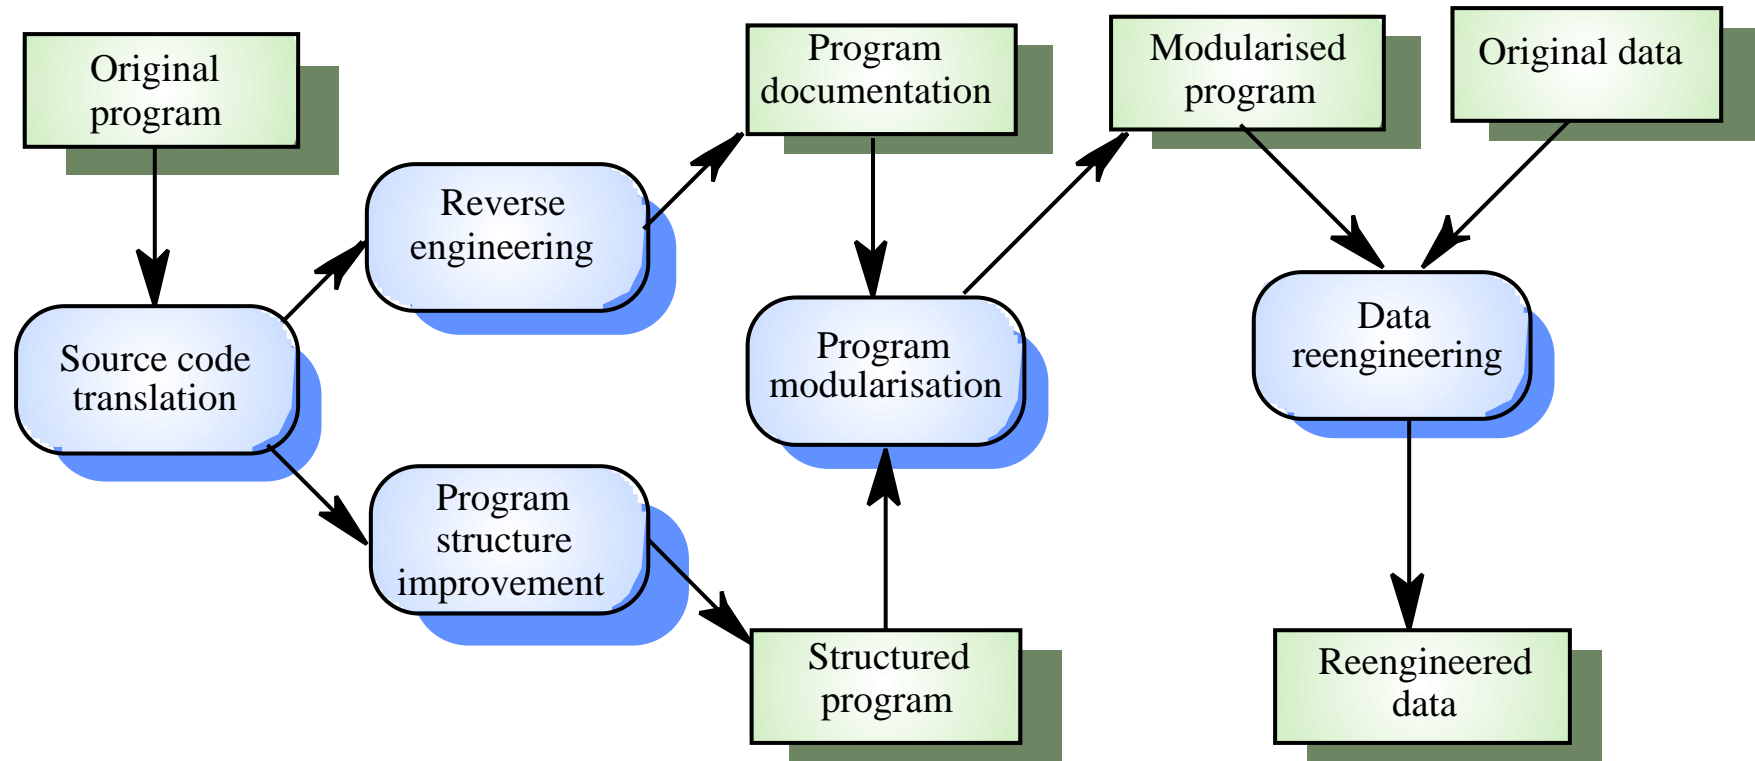 Original
program
Program
documentation
Modularised
program
Original data
Reverse
engineering
Source code
translation
Program
modularisation
Data
reengineering
Program
structure
improvement
Structured
program
Reengineered
data